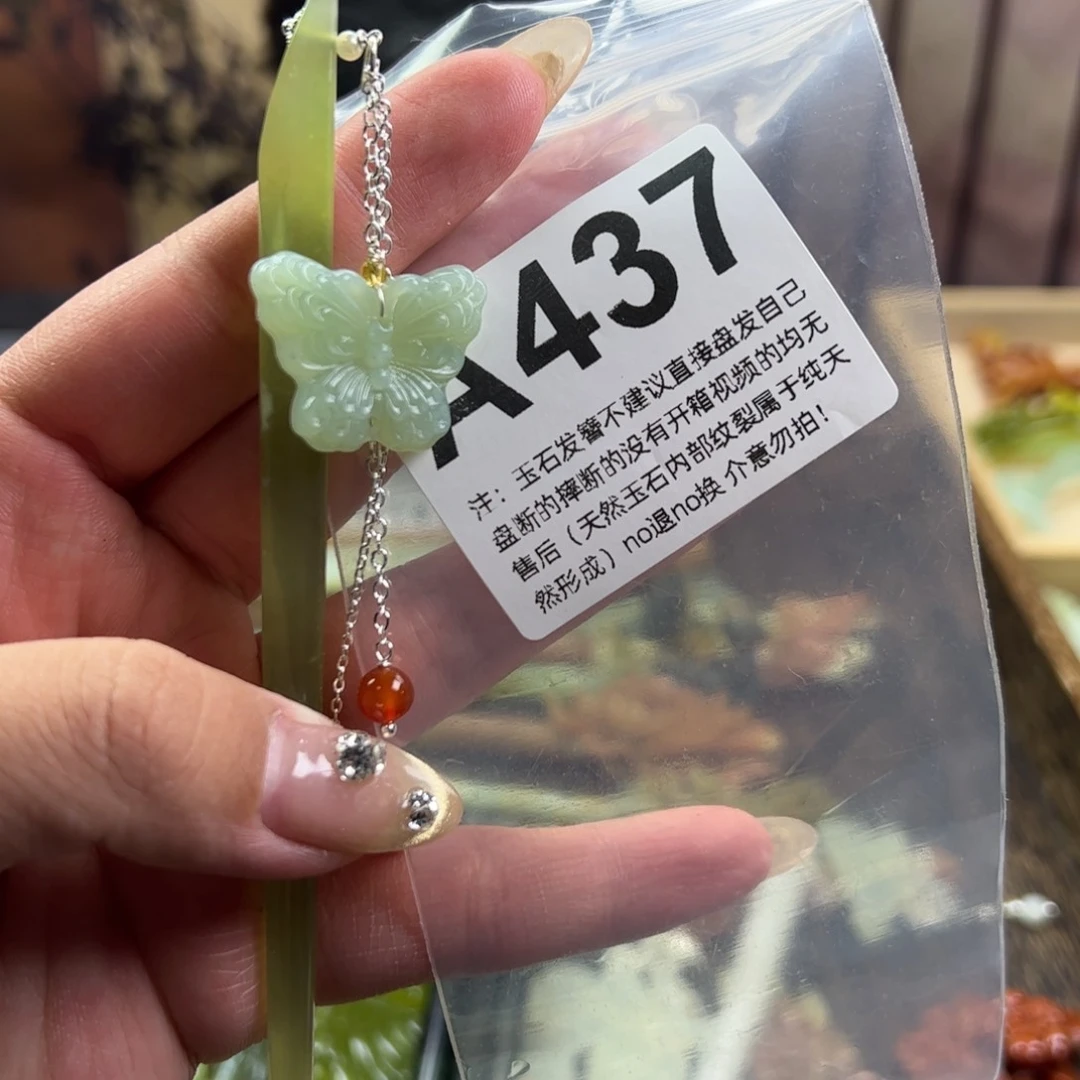 A437
注：玉石发簪不建议直接盘发自己
盘断的摔断的没有开箱视频的均无
售后（天然玉石内部纹裂属于纯天
然形成）no退no换 介意勿拍！